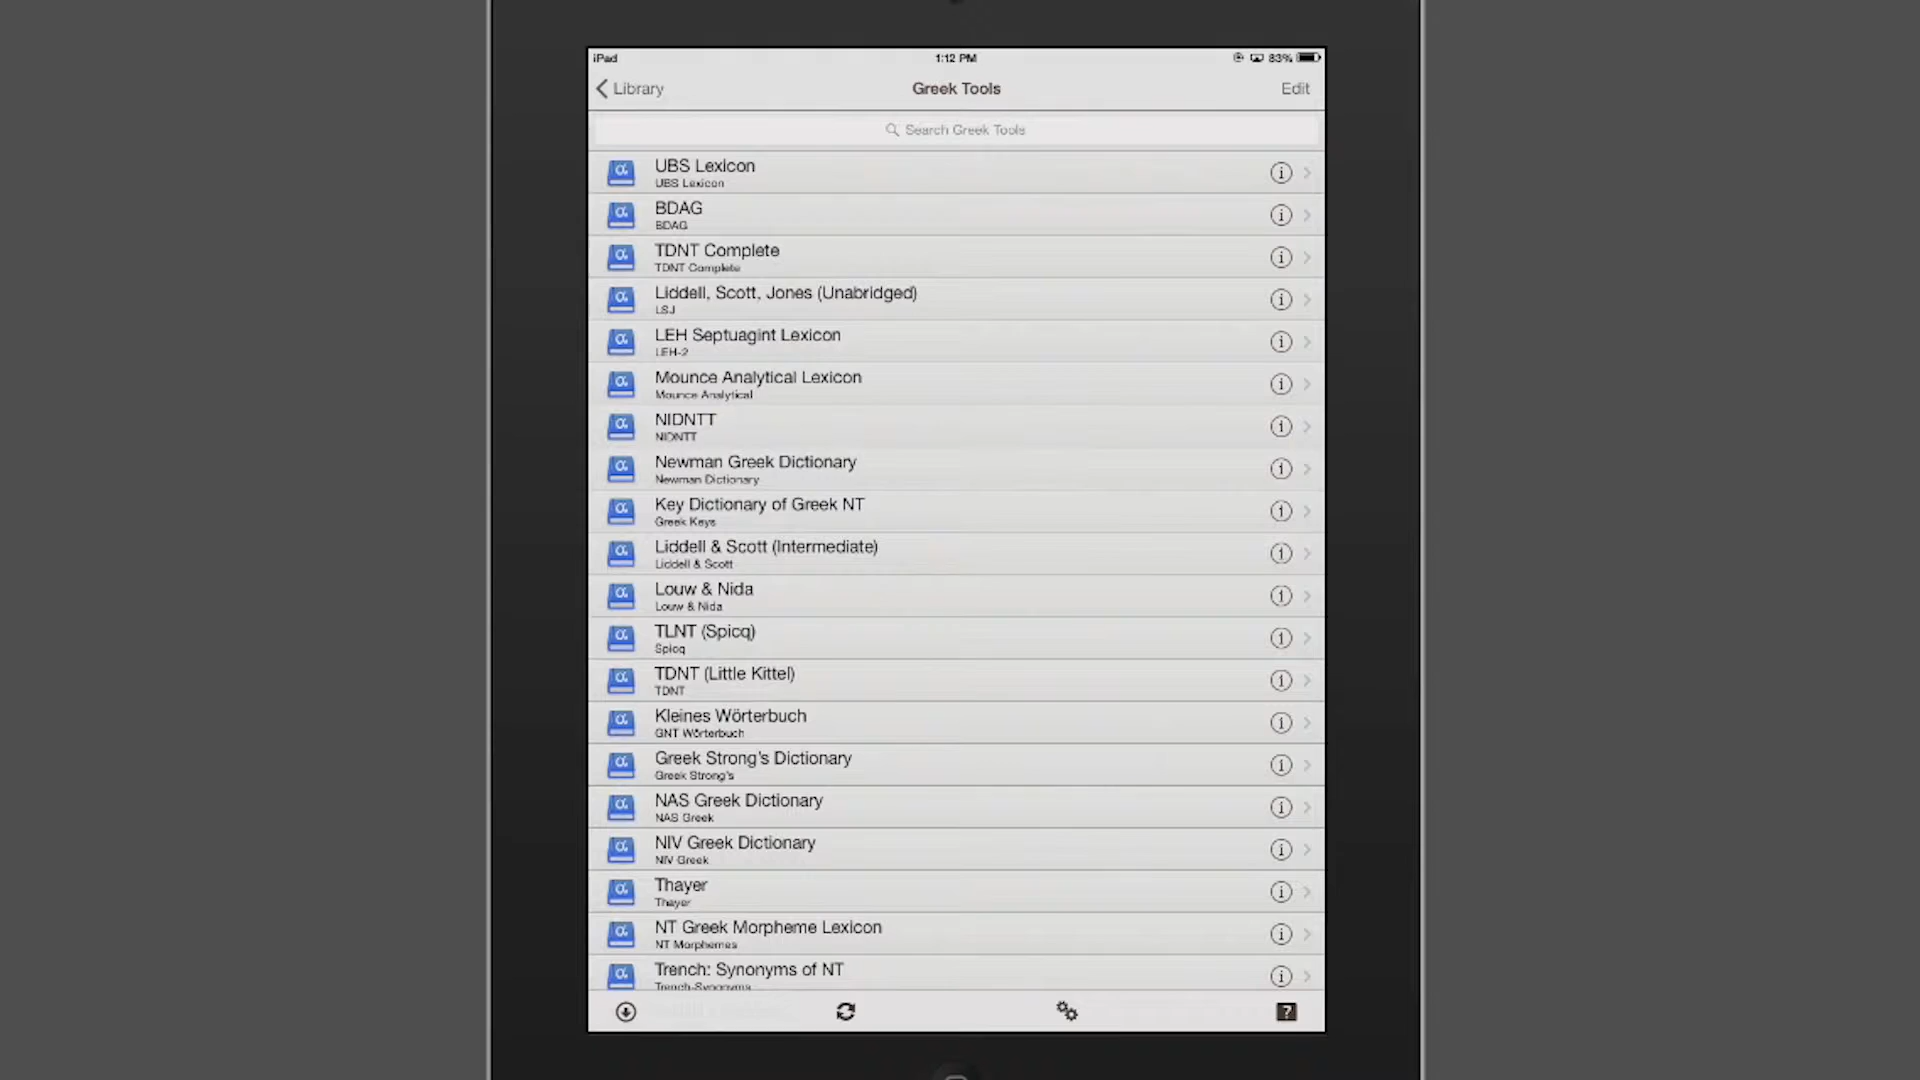 iPad
1:12 PM
83%
Library
Greek Tools
Edit
Search Greek Tools
UBS Lexicon
UBS Lexicon
BDAG
BDAG
TDNT Complete
TDNT Complete
Liddell, Scott, Jones (Unabridged)
LSJ
LEH Septuagint Lexicon
LEH-2
Mounce Analytical Lexicon
Mounce Analytical
NIDNTT
NIDNTT
Newman Greek Dictionary
Newman Dictionary
Key Dictionary of Greek NT
Greek Keys
Liddell & Scott (Intermediate)
Liddell & Scott
Louw & Nida
Louw & Nida
TLNT (Spicq)
Spicq
TDNT (Little Kittel)
TDNT
Kleines Wörterbuch
GNT Wörterbuch
Greek Strong's Dictionary
Greek Strong's
NAS Greek Dictionary
NAS Greek
NIV Greek Dictionary
NIV Greek
Thayer
Thayer
NT Greek Morpheme Lexicon
NT Morphemes
Trench: Synonyms of NT
Trench-Synonyms